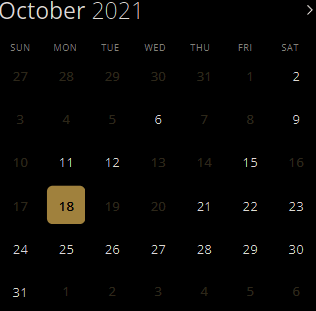 October 2021
SUN MON TUE WED THU FRI SAT
27 28 29 30 31 1 2
3 4 5 6 7 8 9
10 11 12 13 14 15 16
17 18 19 20 21 22 23
24 25 26 27 28 29 30
31 1 2 3 4 5 6